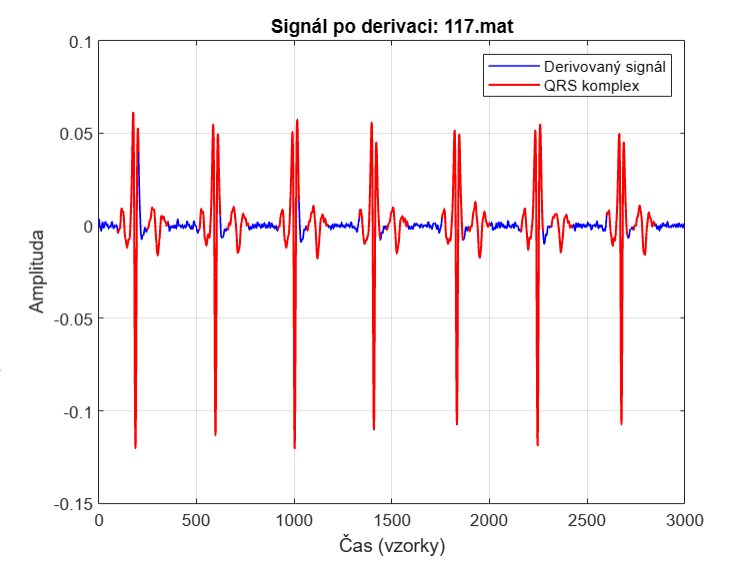 Signál po derivaci: 117.mat
Derivovaný signál
QRS komplex
0.1
0.05
0
-0.05
-0.1
-0.15
Amplituda
0 500 1000 1500 2000 2500 3000
Čas (vzorky)